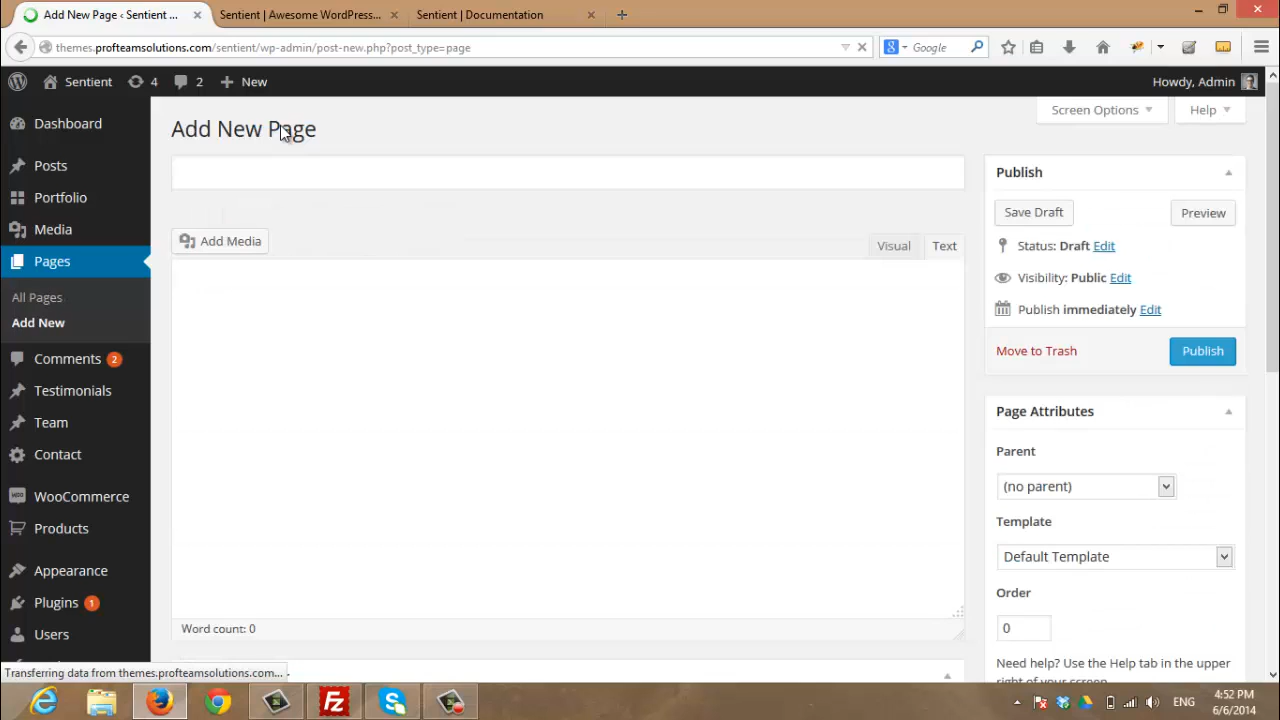 Add New Page ‹ Sentient ...
Sentient | Awesome WordPress...
Sentient | Documentation
themes.profteamsolutions.com/sentient/wp-admin/post-new.php?post_type=page
Google
Sentient
4
2
New
Howdy, Admin
Screen Options
Help
Add New Page
Dashboard
Posts
Portfolio
Media
Pages
All Pages
Add New
Comments 2
Testimonials
Team
Contact
WooCommerce
Products
Appearance
Plugins 1
Users
Add Media
Visual
Text
Word count: 0
Publish
Save Draft
Preview
Status: Draft Edit
Visibility: Public Edit
Publish immediately Edit
Move to Trash
Publish
Page Attributes
Parent
(no parent)
Template
Default Template
Order
0
Need help? Use the Help tab in the upper
right of your screen.
Transferring data from themes.profteamsolutions.com...
ENG
4:52 PM
6/6/2014